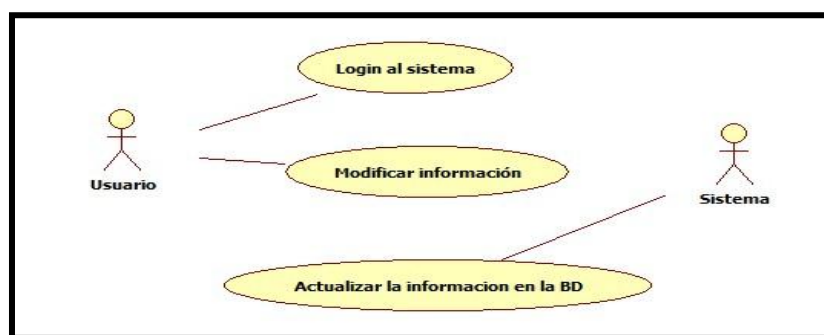 Login al sistema
Modificar información
Usuario
Sistema
Actualizar la informacion en la BD